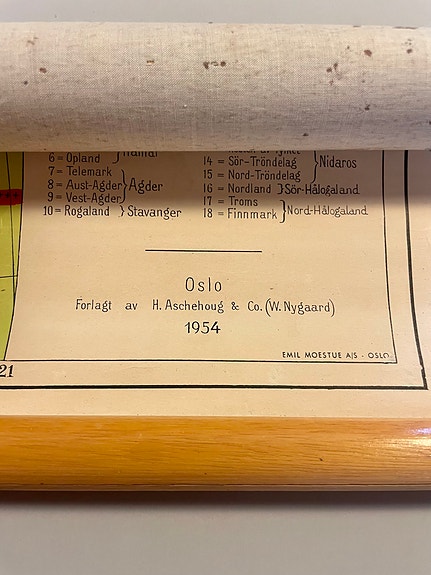 Hamar
6 = Opland
7 = Telemark
8 = Aust-Agder } Agder
9 = Vest-Agder
10 = Rogaland } Stavanger
14 = Sör-Tröndelag } Nidaros
15 = Nord-Tröndelag
16 = Nordland } Sör-Hålogaland
17 = Troms
18 = Finnmark } Nord-Hålogaland
Oslo
Forlagt av H. Aschehoug & Co. (W. Nygaard)
1954
EMIL MOESTUE A/S · OSLO
21